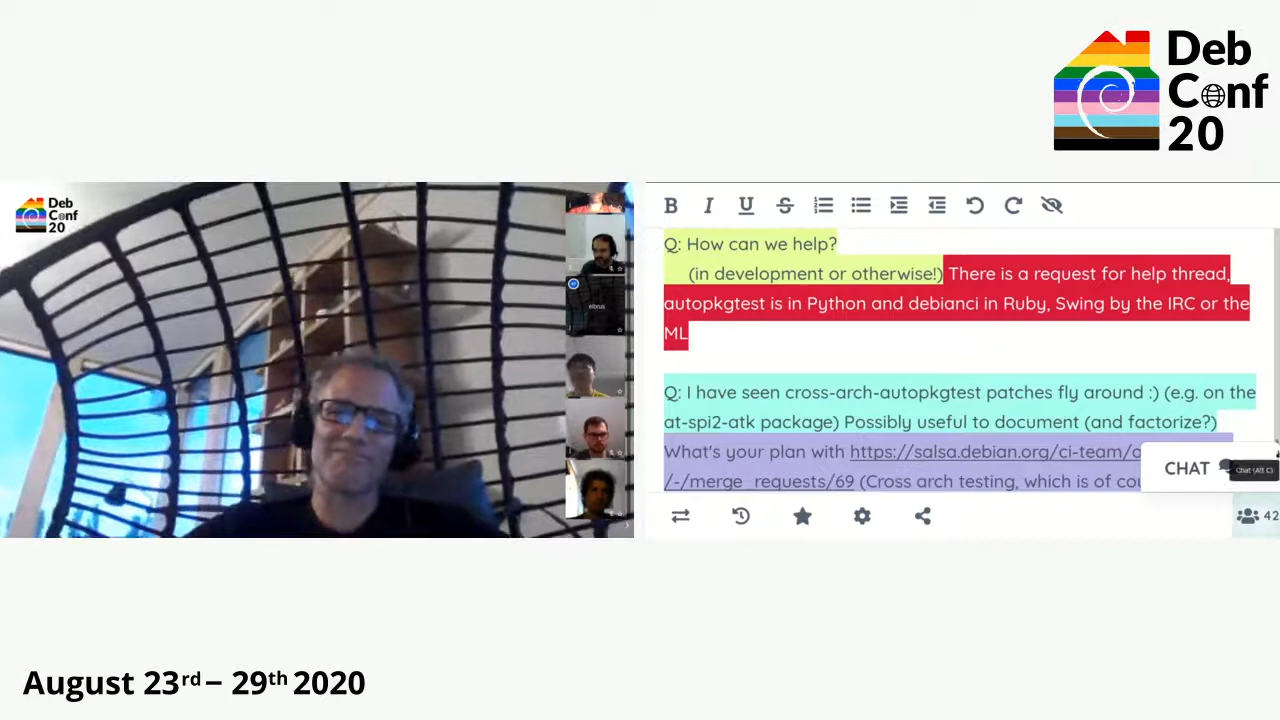 Deb
Conf
20
Deb
Conf
20
elbrus
B I U S
Q: How can we help?
(in development or otherwise!) There is a request for help thread,
autopkgtest is in Python and debianci in Ruby, Swing by the IRC or the
ML
Q: I have seen cross-arch-autopkgtest patches fly around :) (e.g. on the
at-spi2-atk package) Possibly useful to document (and factorize?)
What's your plan with https://salsa.debian.org/ci-team/a
/-/merge_requests/69 (Cross arch testing, which is of cou
CHAT
Chat (Alt C)
42
August 23rd – 29th 2020